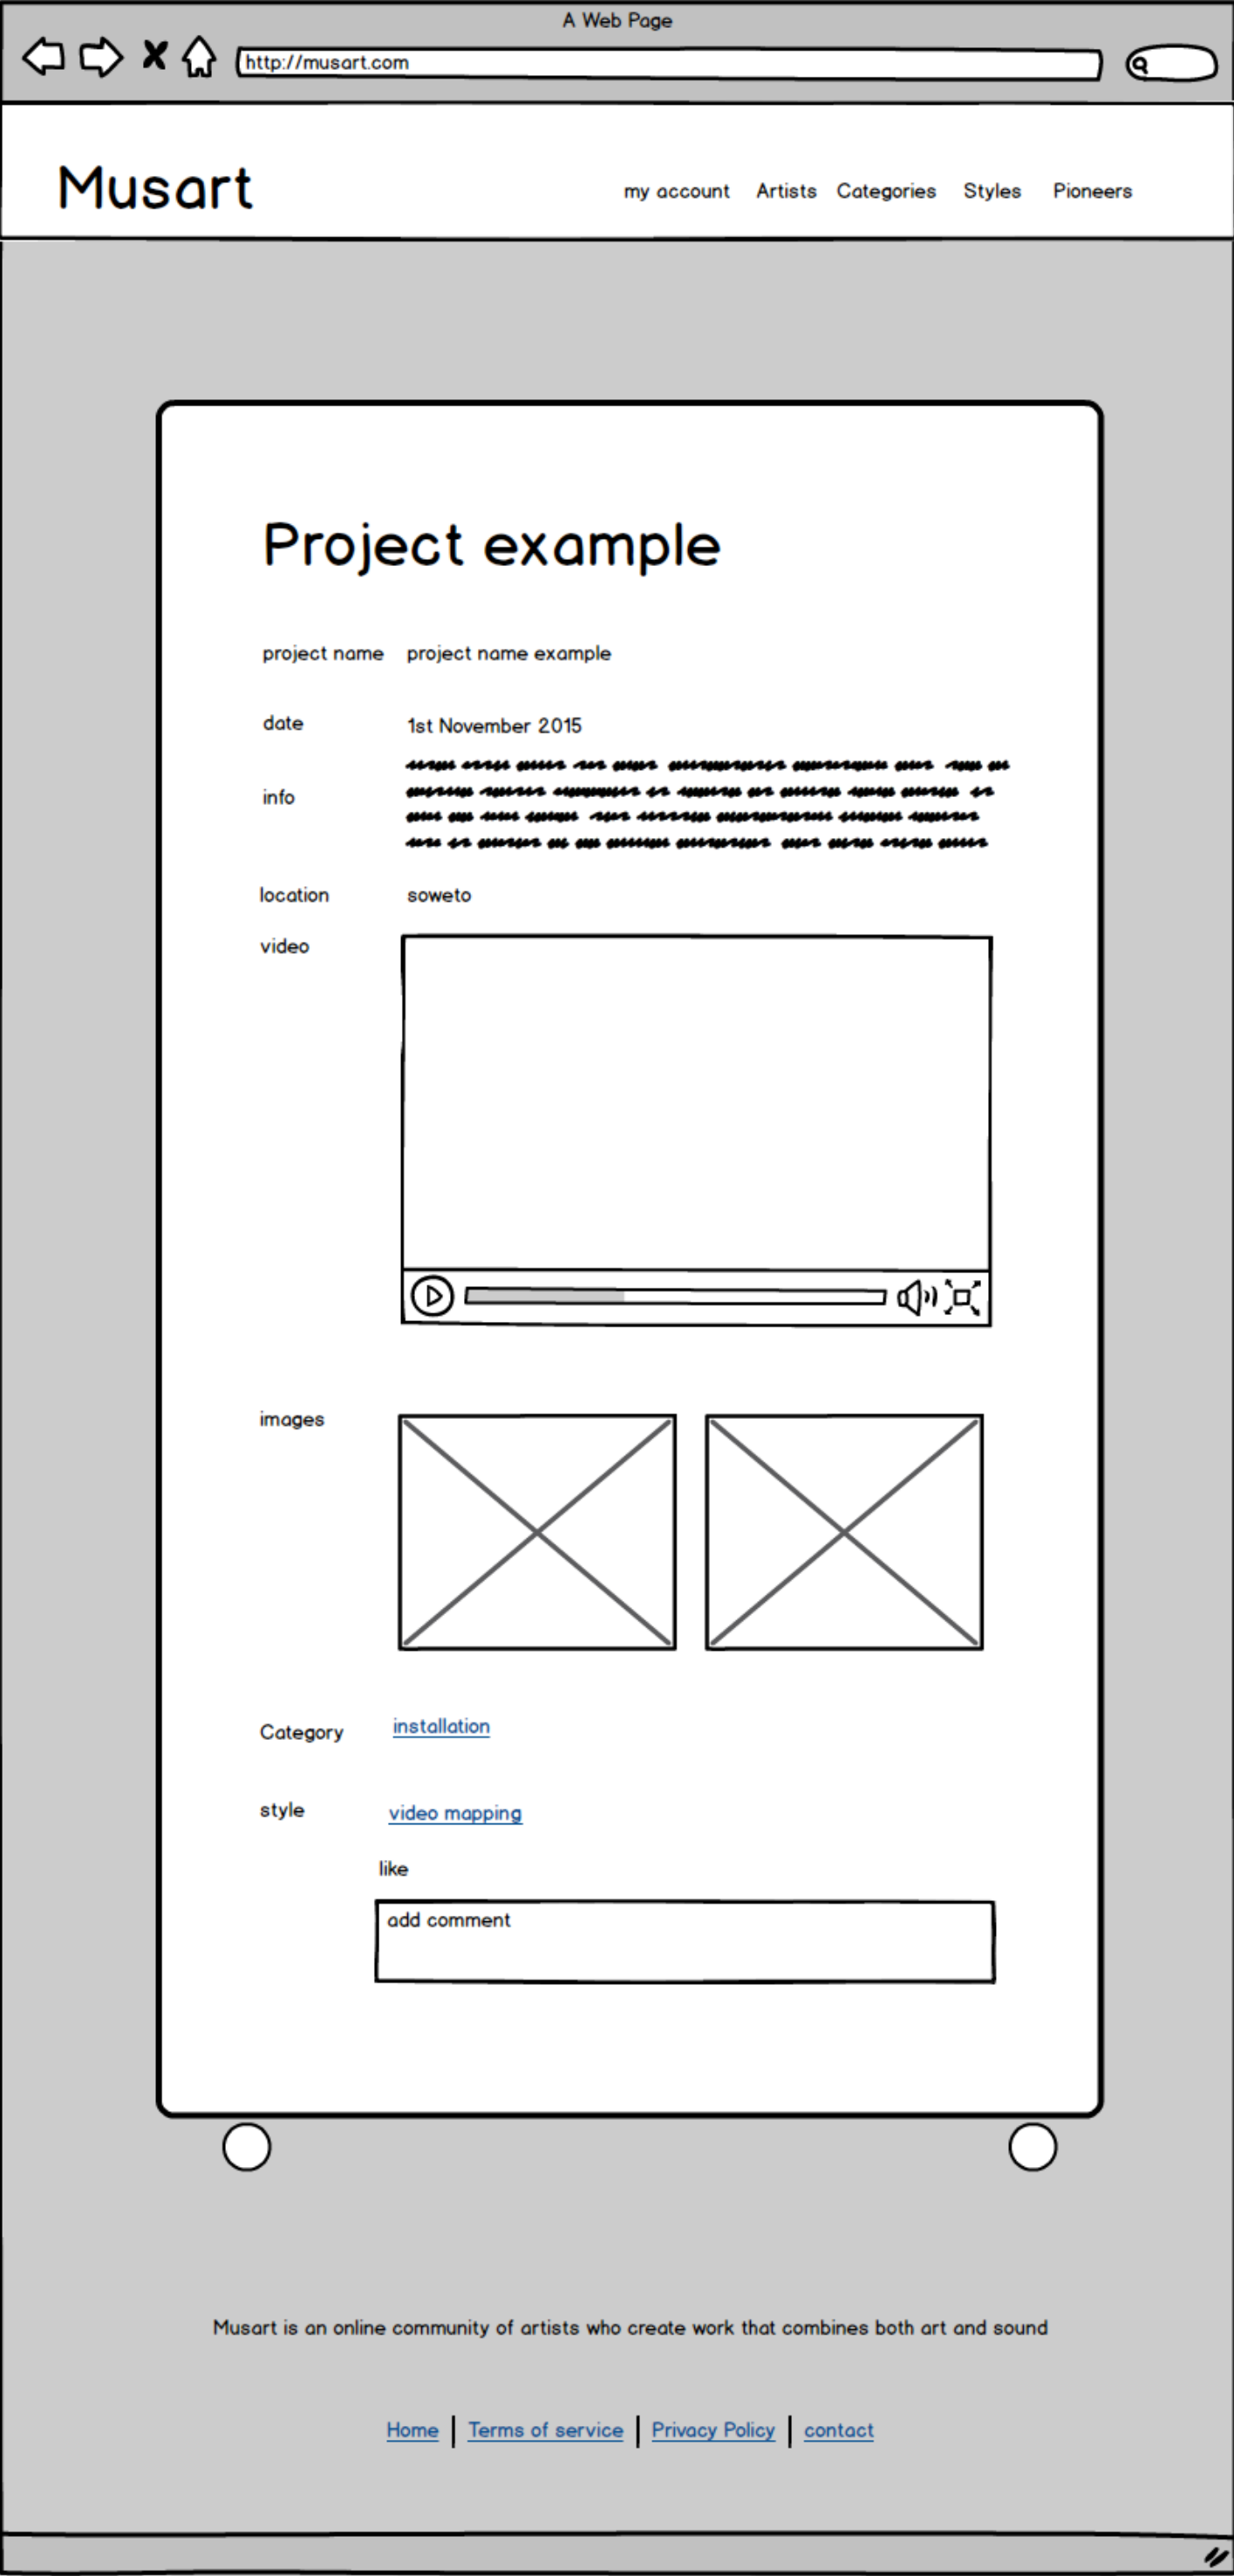 A Web Page
http://musart.com
Musart
my account Artists Categories Styles Pioneers
Project example
project name project name example
date 1st November 2015
info
location soweto
video
images
Category installation
style video mapping
like
add comment
Musart is an online community of artists who create work that combines both art and sound
Home | Terms of service | Privacy Policy | contact